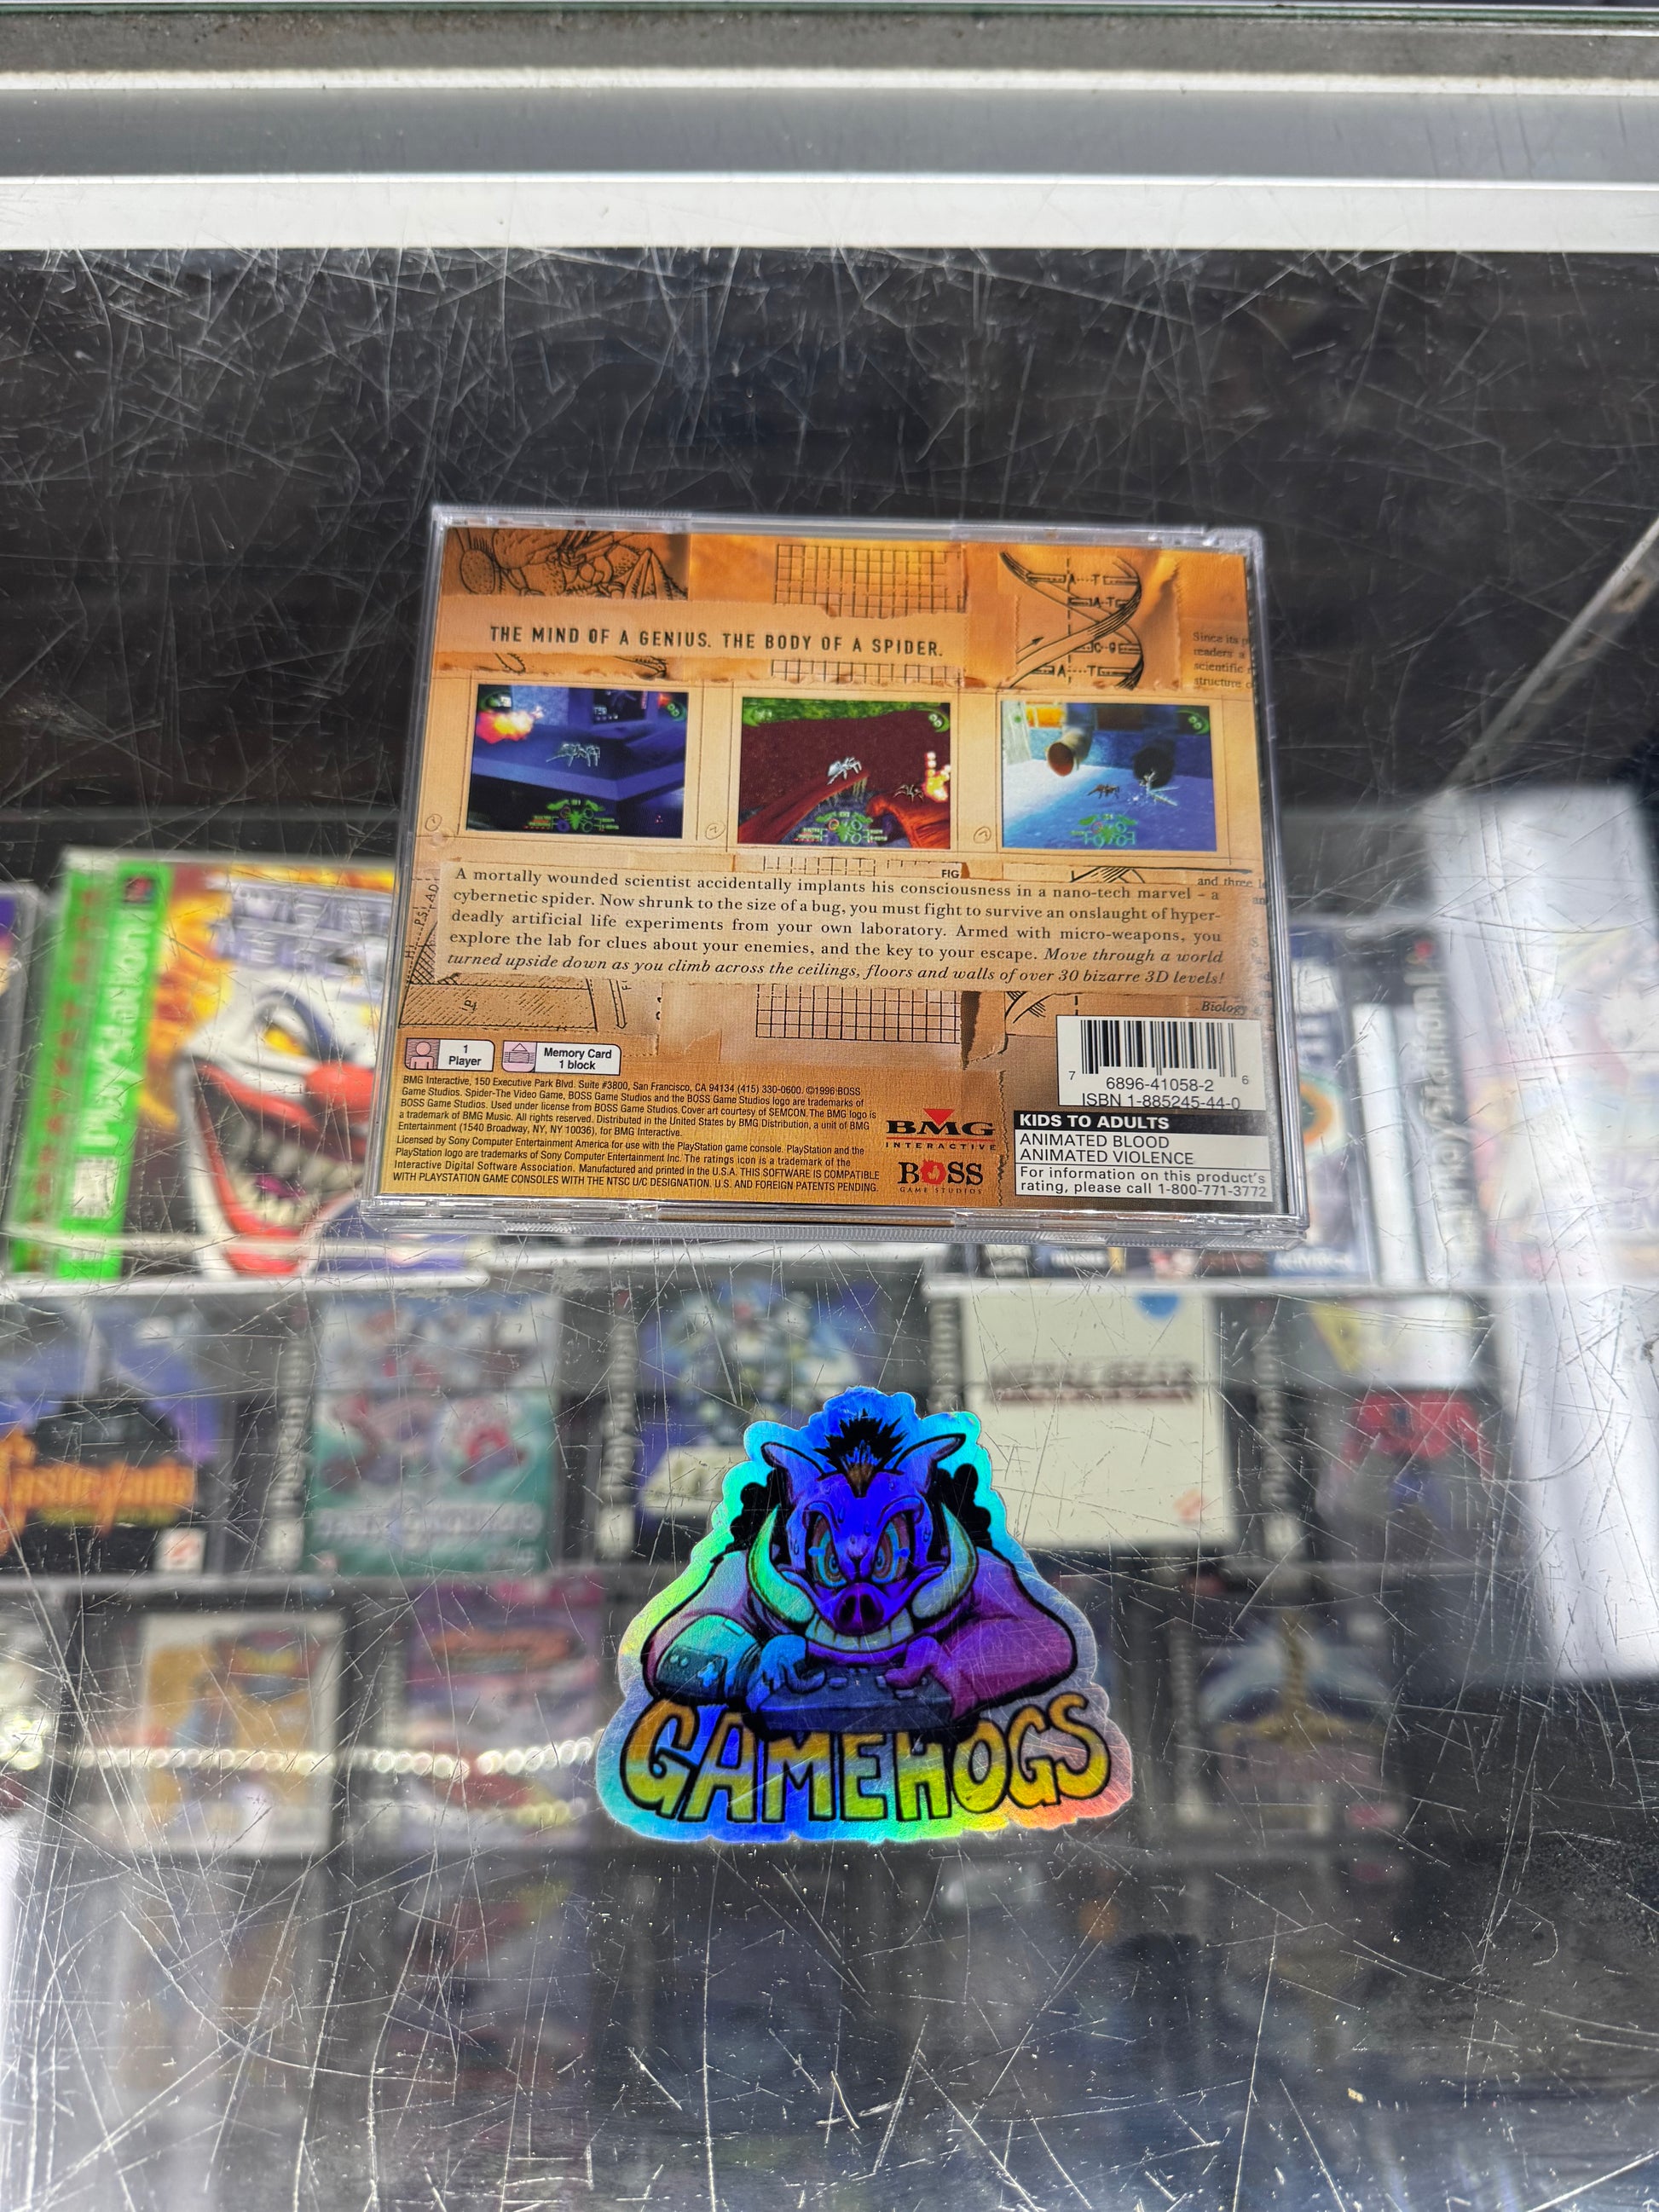 THE MIND OF A GENIUS. THE BODY OF A SPIDER.
A....T
A-T
C-G
A....T
Since its
readers a
scientific
structure
FIG
and three
A mortally wounded scientist accidentally implants his consciousness in a nano-tech marvel – a
cybernetic spider. Now shrunk to the size of a bug, you must fight to survive an onslaught of hyper-
deadly artificial life experiments from your own laboratory. Armed with micro-weapons, you
explore the lab for clues about your enemies, and the key to your escape. Move through a world
turned upside down as you climb across the ceilings, floors and walls of over 30 bizarre 3D levels!
Biology
1
Player
Memory Card
1 block
BMG Interactive, 150 Executive Park Blvd. Suite #3800, San Francisco, CA 94134 (415) 330-0600. ©1996 BOSS
Game Studios. Spider-The Video Game, BOSS Game Studios and the BOSS Game Studios logo are trademarks of
BOSS Game Studios. Used under license from BOSS Game Studios. Cover art courtesy of SEMCON. The BMG logo is
a trademark of BMG Music. All rights reserved. Distributed in the United States by BMG Distribution, a unit of BMG
Entertainment (1540 Broadway, NY, NY 10036), for BMG Interactive.
Licensed by Sony Computer Entertainment America for use with the PlayStation game console. PlayStation and the
PlayStation logo are trademarks of Sony Computer Entertainment Inc. The ratings icon is a trademark of the
Interactive Digital Software Association. Manufactured and printed in the U.S.A. THIS SOFTWARE IS COMPATIBLE
WITH PLAYSTATION GAME CONSOLES WITH THE NTSC U/C DESIGNATION. U.S. AND FOREIGN PATENTS PENDING.
BMG
INTERACTIVE
BOSS
GAME STUDIOS
7 6896-41058-2 6
ISBN 1-885245-44-0
KIDS TO ADULTS
ANIMATED BLOOD
ANIMATED VIOLENCE
For information on this product's
rating, please call 1-800-771-3772
PlayStation
PlayStation
METAL GEAR
Castlevania
GAMEHOGS